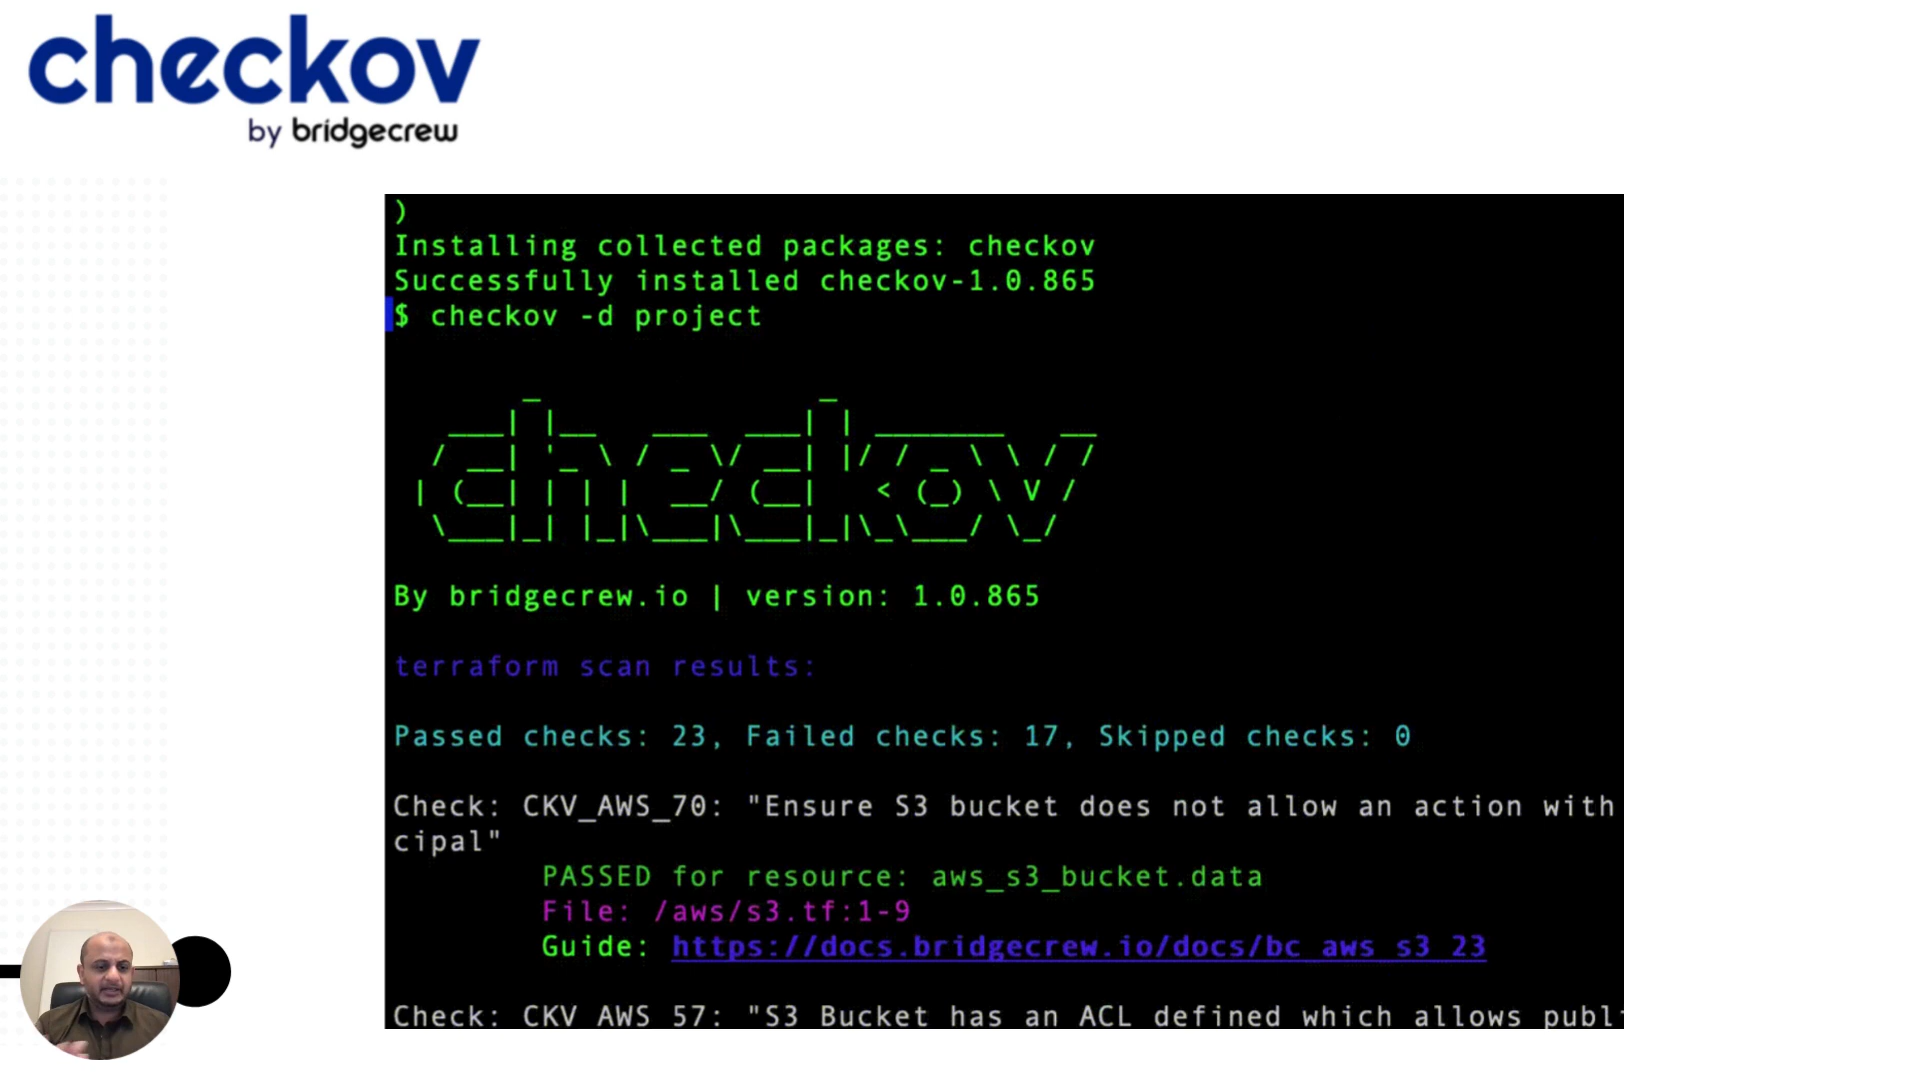 checkov
by bridgecrew
)
Installing collected packages: checkov
Successfully installed checkov-1.0.865
$ checkov -d project
checkov
By bridgecrew.io | version: 1.0.865
terraform scan results:
Passed checks: 23, Failed checks: 17, Skipped checks: 0
Check: CKV_AWS_70: "Ensure S3 bucket does not allow an action with
cipal"
PASSED for resource: aws_s3_bucket.data
File: /aws/s3.tf:1-9
Guide: https://docs.bridgecrew.io/docs/bc_aws_s3_23
Check: CKV_AWS_57: "S3 Bucket has an ACL defined which allows publi